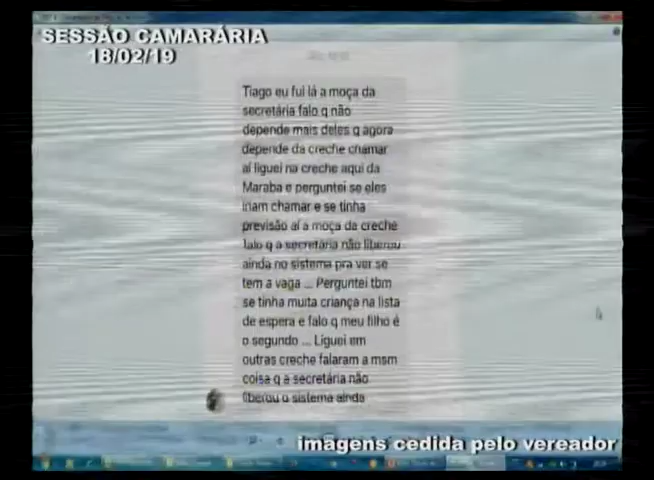 SESSÃO CAMARÁRIA
18/02/19
Tiago eu fui lá a moça da
secretária falo q não
depende mais deles q agora
depende da creche chamar
aí liguei na creche aqui da
Maraba e perguntei se eles
iriam chamar e se tinha
previsão aí a moça da creche
falo q a secretária não liberou
ainda no sistema pra ver se
tem a vaga ... Perguntei tbm
se tinha muita criança na lista
de espera e falo q meu filho é
o segundo ... Liguei em
outras creche falaram a msm
coisa q a secretária não
liberou o sistema ainda
imagens cedida pelo vereador